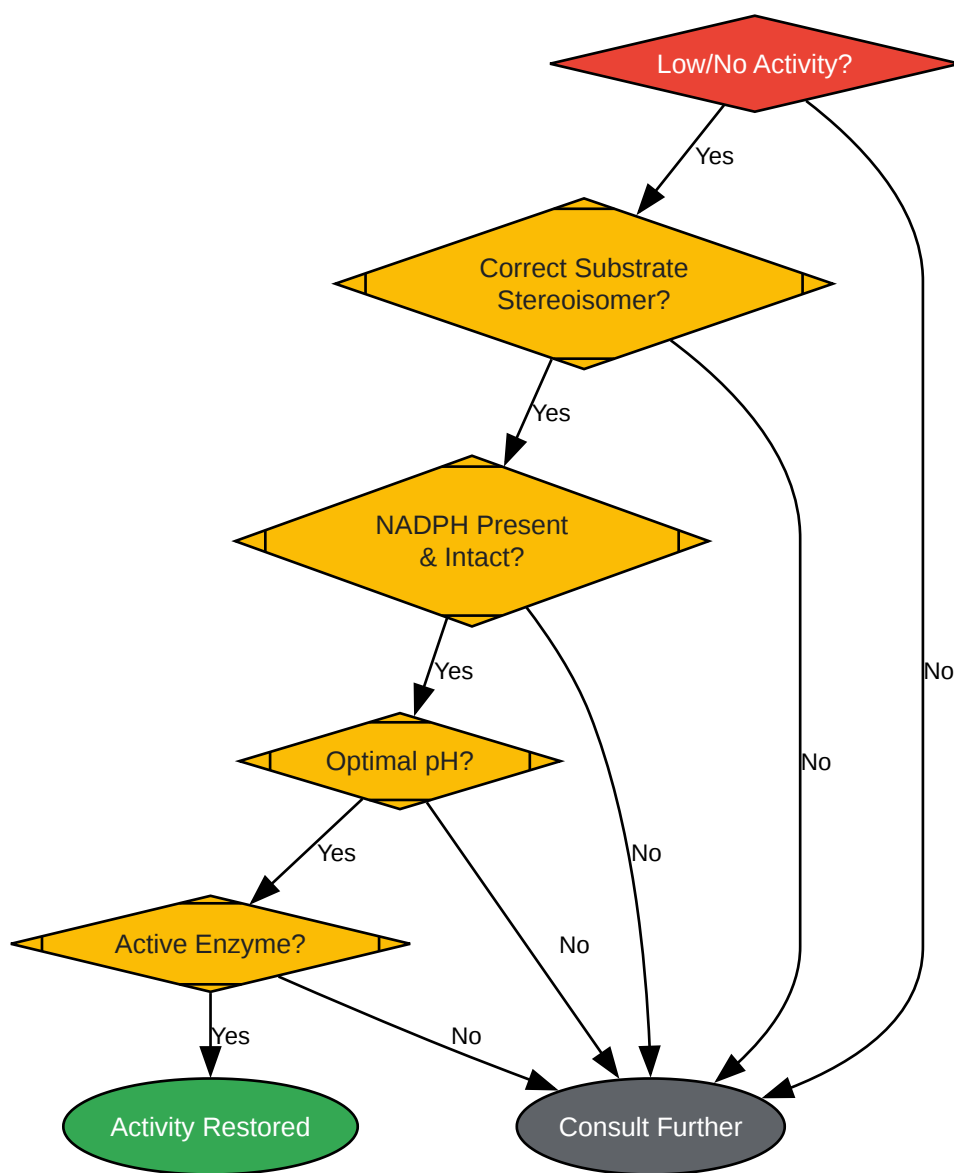 Low/No Activity?
Yes
Correct Substrate
Stereoisomer?
Yes
NADPH Present
& Intact?
Yes
No
Optimal pH?
No
Yes
No
Active Enzyme?
No
Yes
No
Activity Restored
Consult Further